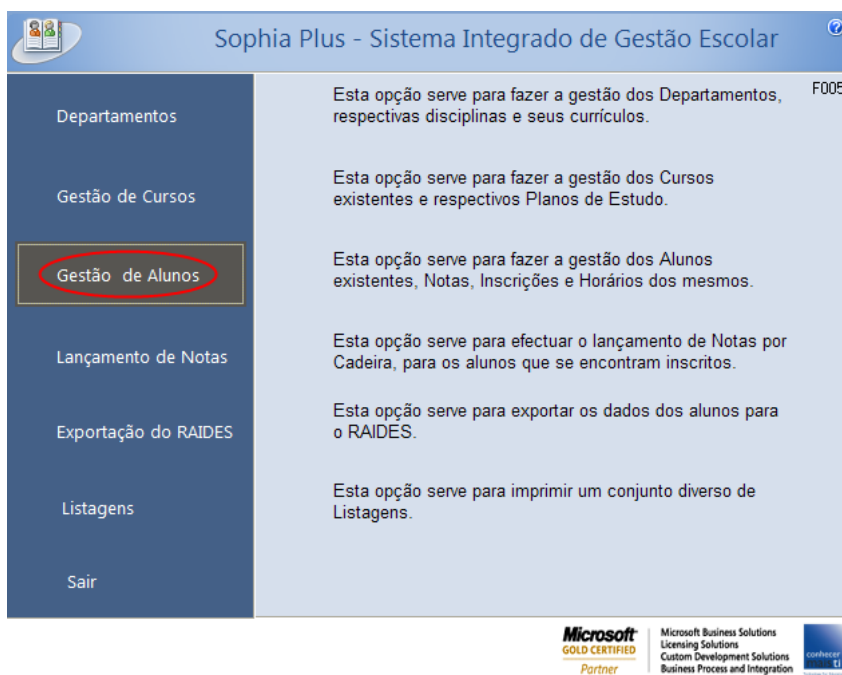 Sophia Plus - Sistema Integrado de Gestão Escolar
F005
Departamentos
Esta opção serve para fazer a gestão dos Departamentos,
respectivas disciplinas e seus currículos.
Gestão de Cursos
Esta opção serve para fazer a gestão dos Cursos
existentes e respectivos Planos de Estudo.
Gestão de Alunos
Esta opção serve para fazer a gestão dos Alunos
existentes, Notas, Inscrições e Horários dos mesmos.
Lançamento de Notas
Esta opção serve para efectuar o lançamento de Notas por
Cadeira, para os alunos que se encontram inscritos.
Exportação do RAIDES
Esta opção serve para exportar os dados dos alunos para
o RAIDES.
Listagens
Esta opção serve para imprimir um conjunto diverso de
Listagens.
Sair
Microsoft
GOLD CERTIFIED
Partner
Microsoft Business Solutions
Licensing Solutions
Custom Development Solutions
Business Process and Integration
conhecer